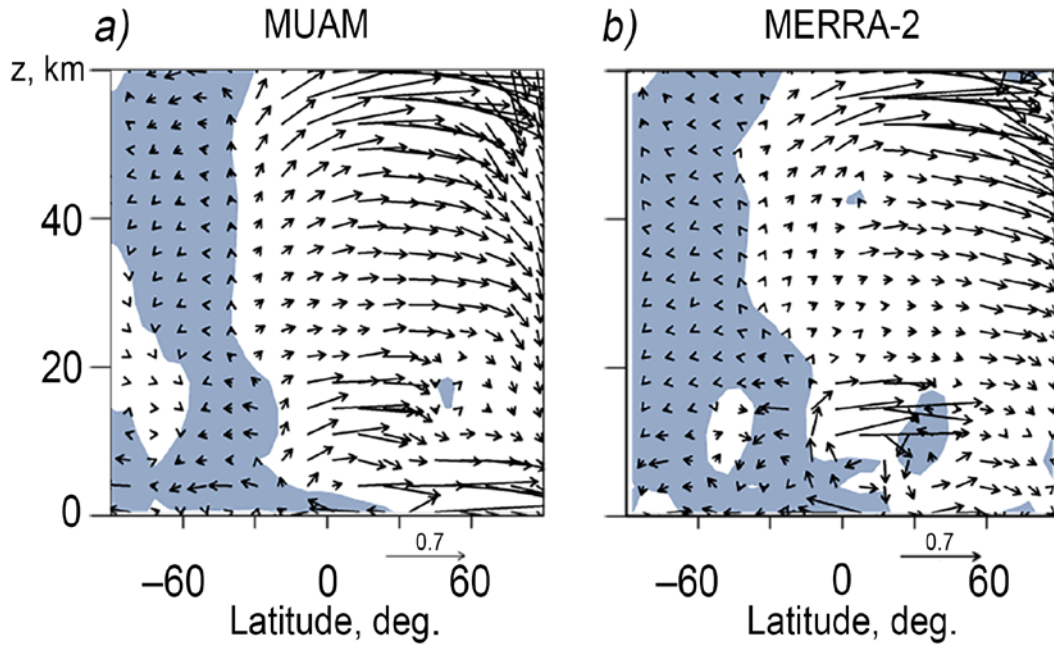 a) MUAM
b) MERRA-2
z, km
40
20
0
0.7
0.7
–60 0 60
–60 0 60
Latitude, deg.
Latitude, deg.